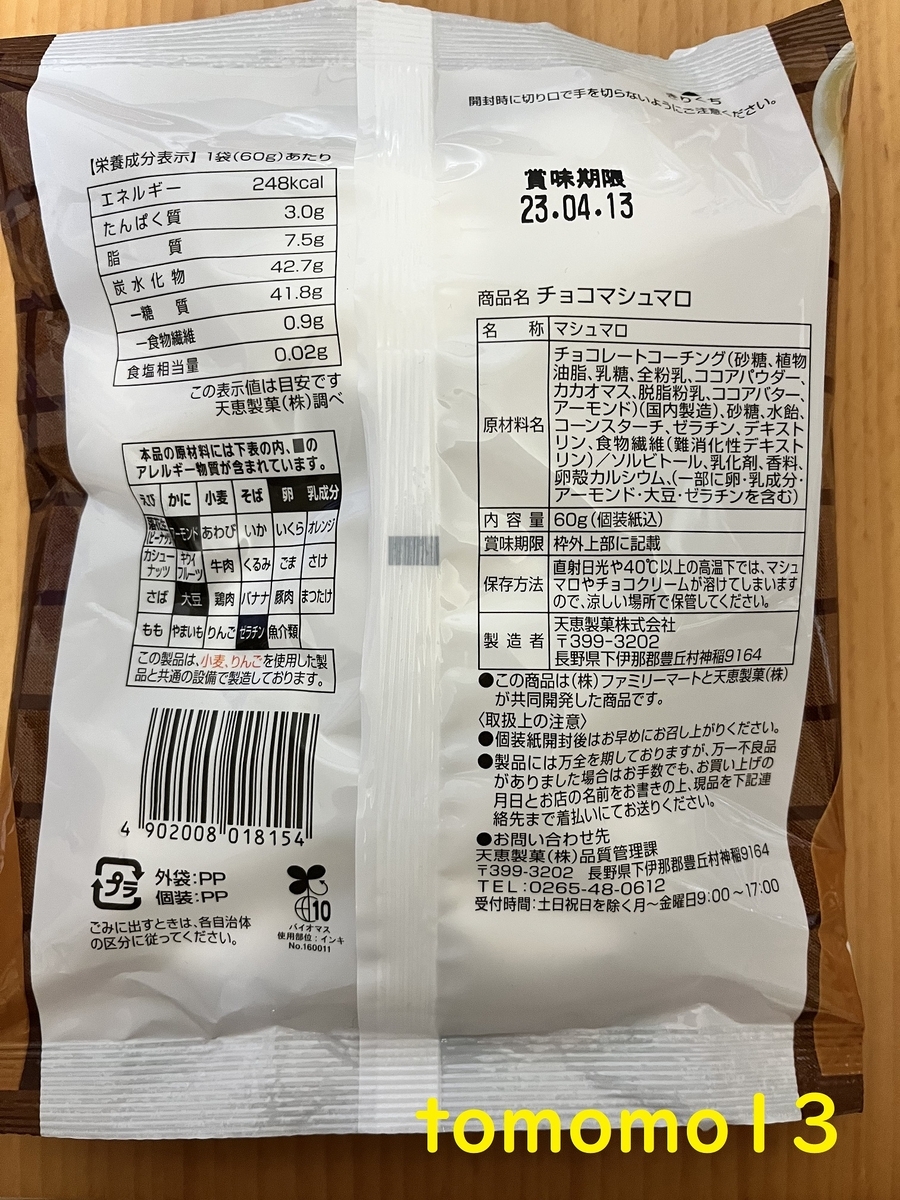 きりくち
開封時に切り口で手を切らないようにご注意ください。
賞味期限
23.04.13
【栄養成分表示】1袋(60g)あたり
エネルギー 248kcal
たんぱく質 3.0g
脂 質 7.5g
炭水化物 42.7g
−糖 質 41.8g
−食物繊維 0.9g
食塩相当量 0.02g
この表示値は目安です
天恵製菓(株)調べ
本品の原材料には下表の内、■の
アレルギー物質が含まれています。
えび かに 小麦 そば 卵 乳成分
落花生(ピーナッツ) アーモンド あわび いか いくら オレンジ
カシューナッツ キウイフルーツ 牛肉 くるみ ごま さけ
さば 大豆 鶏肉 バナナ 豚肉 まつたけ
もも やまいも りんご ゼラチン 魚介類
この製品は、小麦、りんごを使用した製
品と共通の設備で製造しております。
4 902008 018154
プラ
外袋:PP
個装:PP
ごみに出すときは、各自治体
の区分に従ってください。
10
バイオマス
使用部位:インキ
No.160011
商品名 チョコマシュマロ
名 称 マシュマロ
原材料名 チョコレートコーチング(砂糖、植物
油脂、乳糖、全粉乳、ココアパウダー、
カカオマス、脱脂粉乳、ココアバター、
アーモンド)(国内製造)、砂糖、水飴、
コーンスターチ、ゼラチン、デキスト
リン、食物繊維(難消化性デキスト
リン)/ソルビトール、乳化剤、香料、
卵殻カルシウム、(一部に卵・乳成分・
アーモンド・大豆・ゼラチンを含む)
内容量 60g(個装紙込)
賞味期限 枠外上部に記載
保存方法 直射日光や40℃以上の高温下では、マシュ
マロやチョコクリームが溶けてしまいます
ので、涼しい場所で保管してください。
製造者 天恵製菓株式会社
〒399-3202
長野県下伊那郡豊丘村神稲9164
●この商品は(株)ファミリーマートと天恵製菓(株)
が共同開発した商品です。
〈取扱上の注意〉
●個装紙開封後はお早めにお召し上がりください。
●製品には万全を期しておりますが、万一不良品
がありました場合はお手数でも、お買い上げの
月日とお店の名前をお書きの上、現品を下記連
絡先まで着払いにてお送りください。
●お問い合わせ先
天恵製菓(株)品質管理課
〒399-3202 長野県下伊那郡豊丘村神稲9164
TEL:0265-48-0612
受付時間:土日祝日を除く月〜金曜日9:00〜17:00
tomomo13